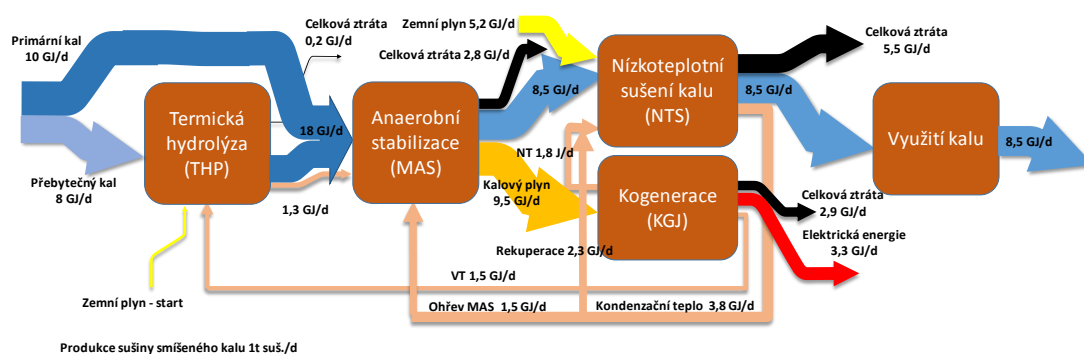 Primární kal
10 GJ/d
Přebytečný kal
8 GJ/d
Termická
hydrolýza
(THP)
Zemní plyn - start
Celková ztráta
0,2 GJ/d
18 GJ/d
1,3 GJ/d
Anaerobní
stabilizace
(MAS)
Celková ztráta 2,8 GJ/d
Zemní plyn 5,2 GJ/d
8,5 GJ/d
Kalový plyn
9,5 GJ/d
NT 1,8 J/d
Nízkoteplotní
sušení kalu
(NTS)
Kogenerace
(KGJ)
Celková ztráta
5,5 GJ/d
8,5 GJ/d
Využití kalu
8,5 GJ/d
Celková ztráta
2,9 GJ/d
Elektrická energie
3,3 GJ/d
Rekuperace 2,3 GJ/d
VT 1,5 GJ/d
Ohřev MAS 1,5 GJ/d
Kondenzační teplo 3,8 GJ/d
Produkce sušiny smíšeného kalu 1t suš./d